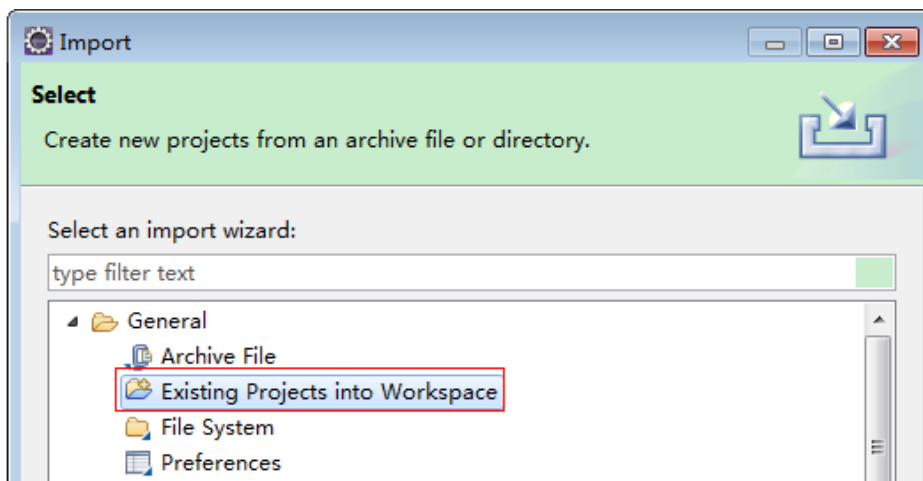 Import
Select
Create new projects from an archive file or directory.
Select an import wizard:
type filter text
General
Archive File
Existing Projects into Workspace
File System
Preferences